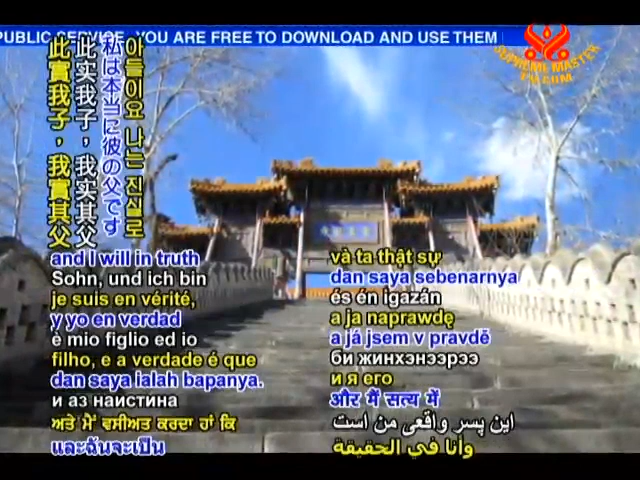 PUBLIC SERVICE. YOU ARE FREE TO DOWNLOAD AND USE THEM
SUPREME MASTER
TV.COM
아들이요 나는 진실로
私は本当に彼の父です
此实我子，我实其父
此實我子，我實其父
and I will in truth
Sohn, und ich bin
je suis en vérité,
y yo en verdad
è mio figlio ed io
filho, e a verdade é que
dan saya ialah bapanya.
и аз наистина
ਅਤੇ ਮੈਂ ਵਸੀਅਤ ਕਰਦਾ ਹਾਂ ਕਿ
และฉันจะเป็น
và ta thật sự
dan saya sebenarnya
és én igazán
a ja naprawdę
a já jsem v pravdě
би жинхэнээрээ
и я его
और मैं सत्य में
این پسر واقعی من است
وأنا في الحقيقة